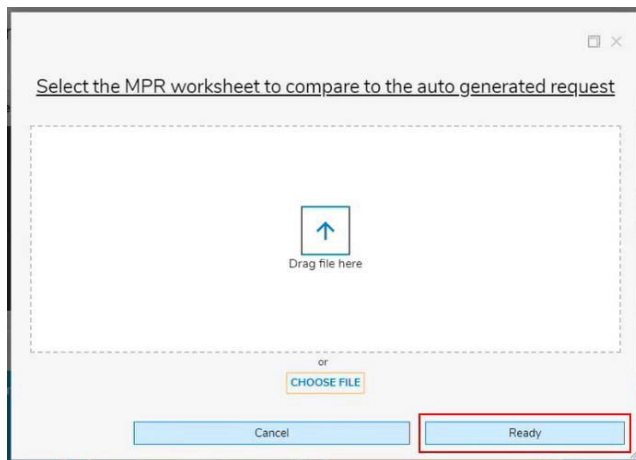 Select the MPR worksheet to compare to the auto generated request
Drag file here
or
CHOOSE FILE
Cancel
Ready